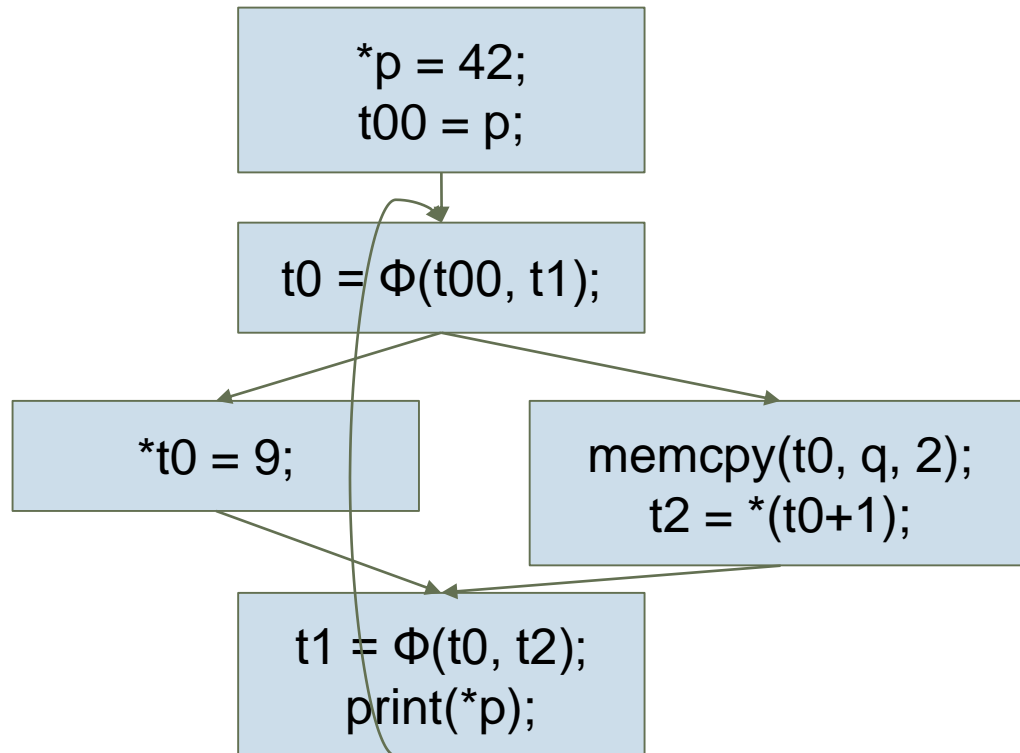 *p = 42;
t00 = p;
t0 = Φ(t00, t1);
*t0 = 9;
memcpy(t0, q, 2);
t2 = *(t0+1);
t1 = Φ(t0, t2);
print(*p);